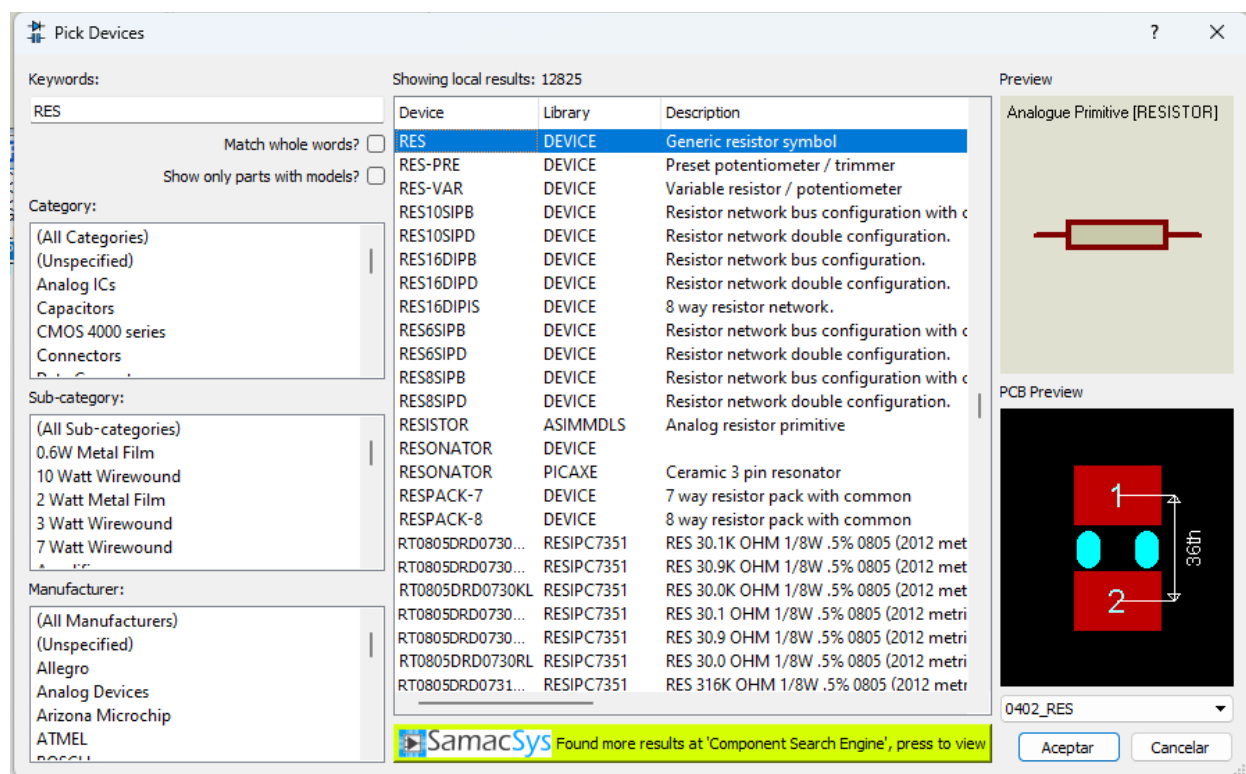 Pick Devices
?
Keywords:
RES
Match whole words?
Show only parts with models?
Category:
(All Categories)
(Unspecified)
Analog ICs
Capacitors
CMOS 4000 series
Connectors
Sub-category:
(All Sub-categories)
0.6W Metal Film
10 Watt Wirewound
2 Watt Metal Film
3 Watt Wirewound
7 Watt Wirewound
Manufacturer:
(All Manufacturers)
(Unspecified)
Allegro
Analog Devices
Arizona Microchip
ATMEL
Showing local results: 12825
Device Library Description
RES DEVICE Generic resistor symbol
RES-PRE DEVICE Preset potentiometer / trimmer
RES-VAR DEVICE Variable resistor / potentiometer
RES10SIPB DEVICE Resistor network bus configuration with c
RES10SIPD DEVICE Resistor network double configuration.
RES16DIPB DEVICE Resistor network bus configuration.
RES16DIPD DEVICE Resistor network double configuration.
RES16DIPIS DEVICE 8 way resistor network.
RES6SIPB DEVICE Resistor network bus configuration with c
RES6SIPD DEVICE Resistor network double configuration.
RES8SIPB DEVICE Resistor network bus configuration with c
RES8SIPD DEVICE Resistor network double configuration.
RESISTOR ASIMMDLS Analog resistor primitive
RESONATOR DEVICE
RESONATOR PICAXE Ceramic 3 pin resonator
RESPACK-7 DEVICE 7 way resistor pack with common
RESPACK-8 DEVICE 8 way resistor pack with common
RT0805DRD0730... RESIPC7351 RES 30.1K OHM 1/8W .5% 0805 (2012 met
RT0805DRD0730... RESIPC7351 RES 30.9K OHM 1/8W .5% 0805 (2012 met
RT0805DRD0730KL RESIPC7351 RES 30.0K OHM 1/8W .5% 0805 (2012 met
RT0805DRD0730... RESIPC7351 RES 30.1 OHM 1/8W .5% 0805 (2012 metri
RT0805DRD0730... RESIPC7351 RES 30.9 OHM 1/8W .5% 0805 (2012 metri
RT0805DRD0730RL RESIPC7351 RES 30.0 OHM 1/8W .5% 0805 (2012 metri
RT0805DRD0731... RESIPC7351 RES 316K OHM 1/8W .5% 0805 (2012 metr
SamacSys Found more results at 'Component Search Engine', press to view
Preview
Analogue Primitive [RESISTOR]
PCB Preview
1
2
36th
0402_RES
Aceptar
Cancelar